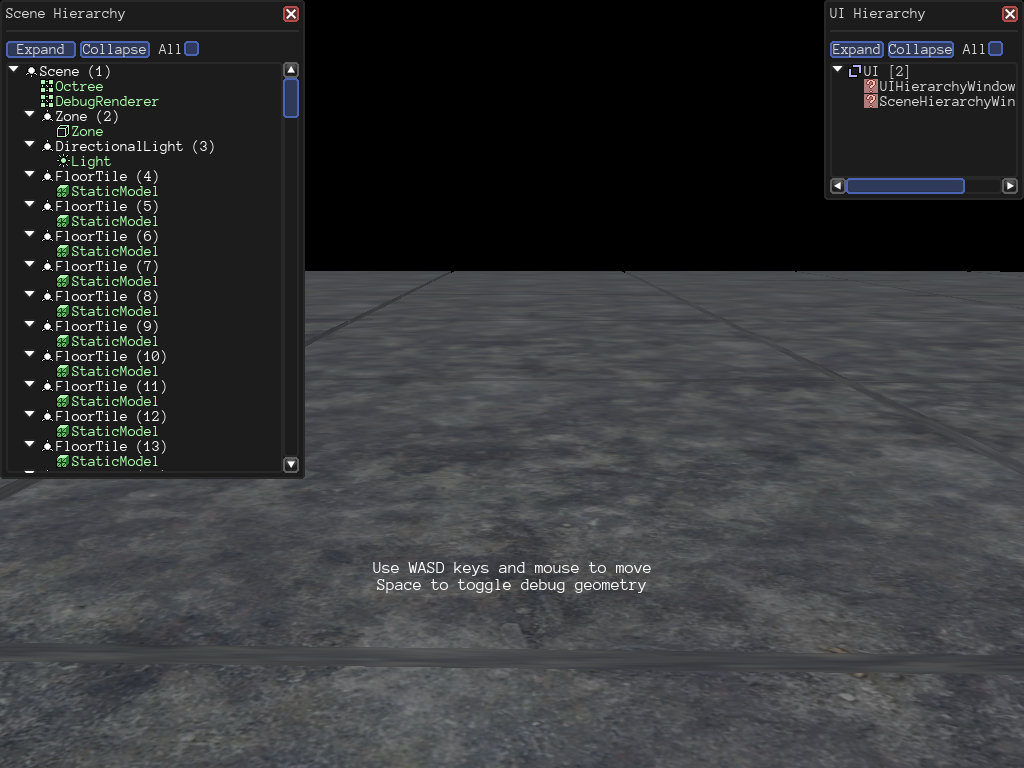 Scene Hierarchy
Expand Collapse All
Scene (1)
Octree
DebugRenderer
Zone (2)
Zone
DirectionalLight (3)
Light
FloorTile (4)
StaticModel
FloorTile (5)
StaticModel
FloorTile (6)
StaticModel
FloorTile (7)
StaticModel
FloorTile (8)
StaticModel
FloorTile (9)
StaticModel
FloorTile (10)
StaticModel
FloorTile (11)
StaticModel
FloorTile (12)
StaticModel
FloorTile (13)
StaticModel
UI Hierarchy
Expand Collapse All
UI [2]
UIHierarchyWindow
SceneHierarchyWin
Use WASD keys and mouse to move
Space to toggle debug geometry